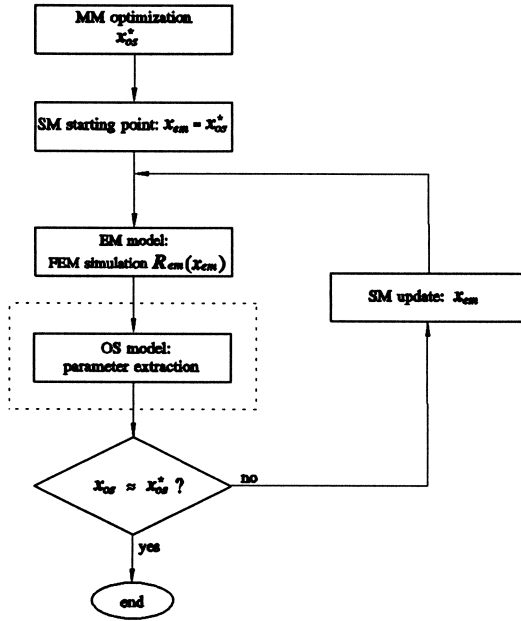 MM optimization
x*os
SM starting point: xem = x*os
EM model:
FEM simulation Rem(xem)
SM update: xem
OS model:
parameter extraction
xos ≈ x*os ?
no
yes
end